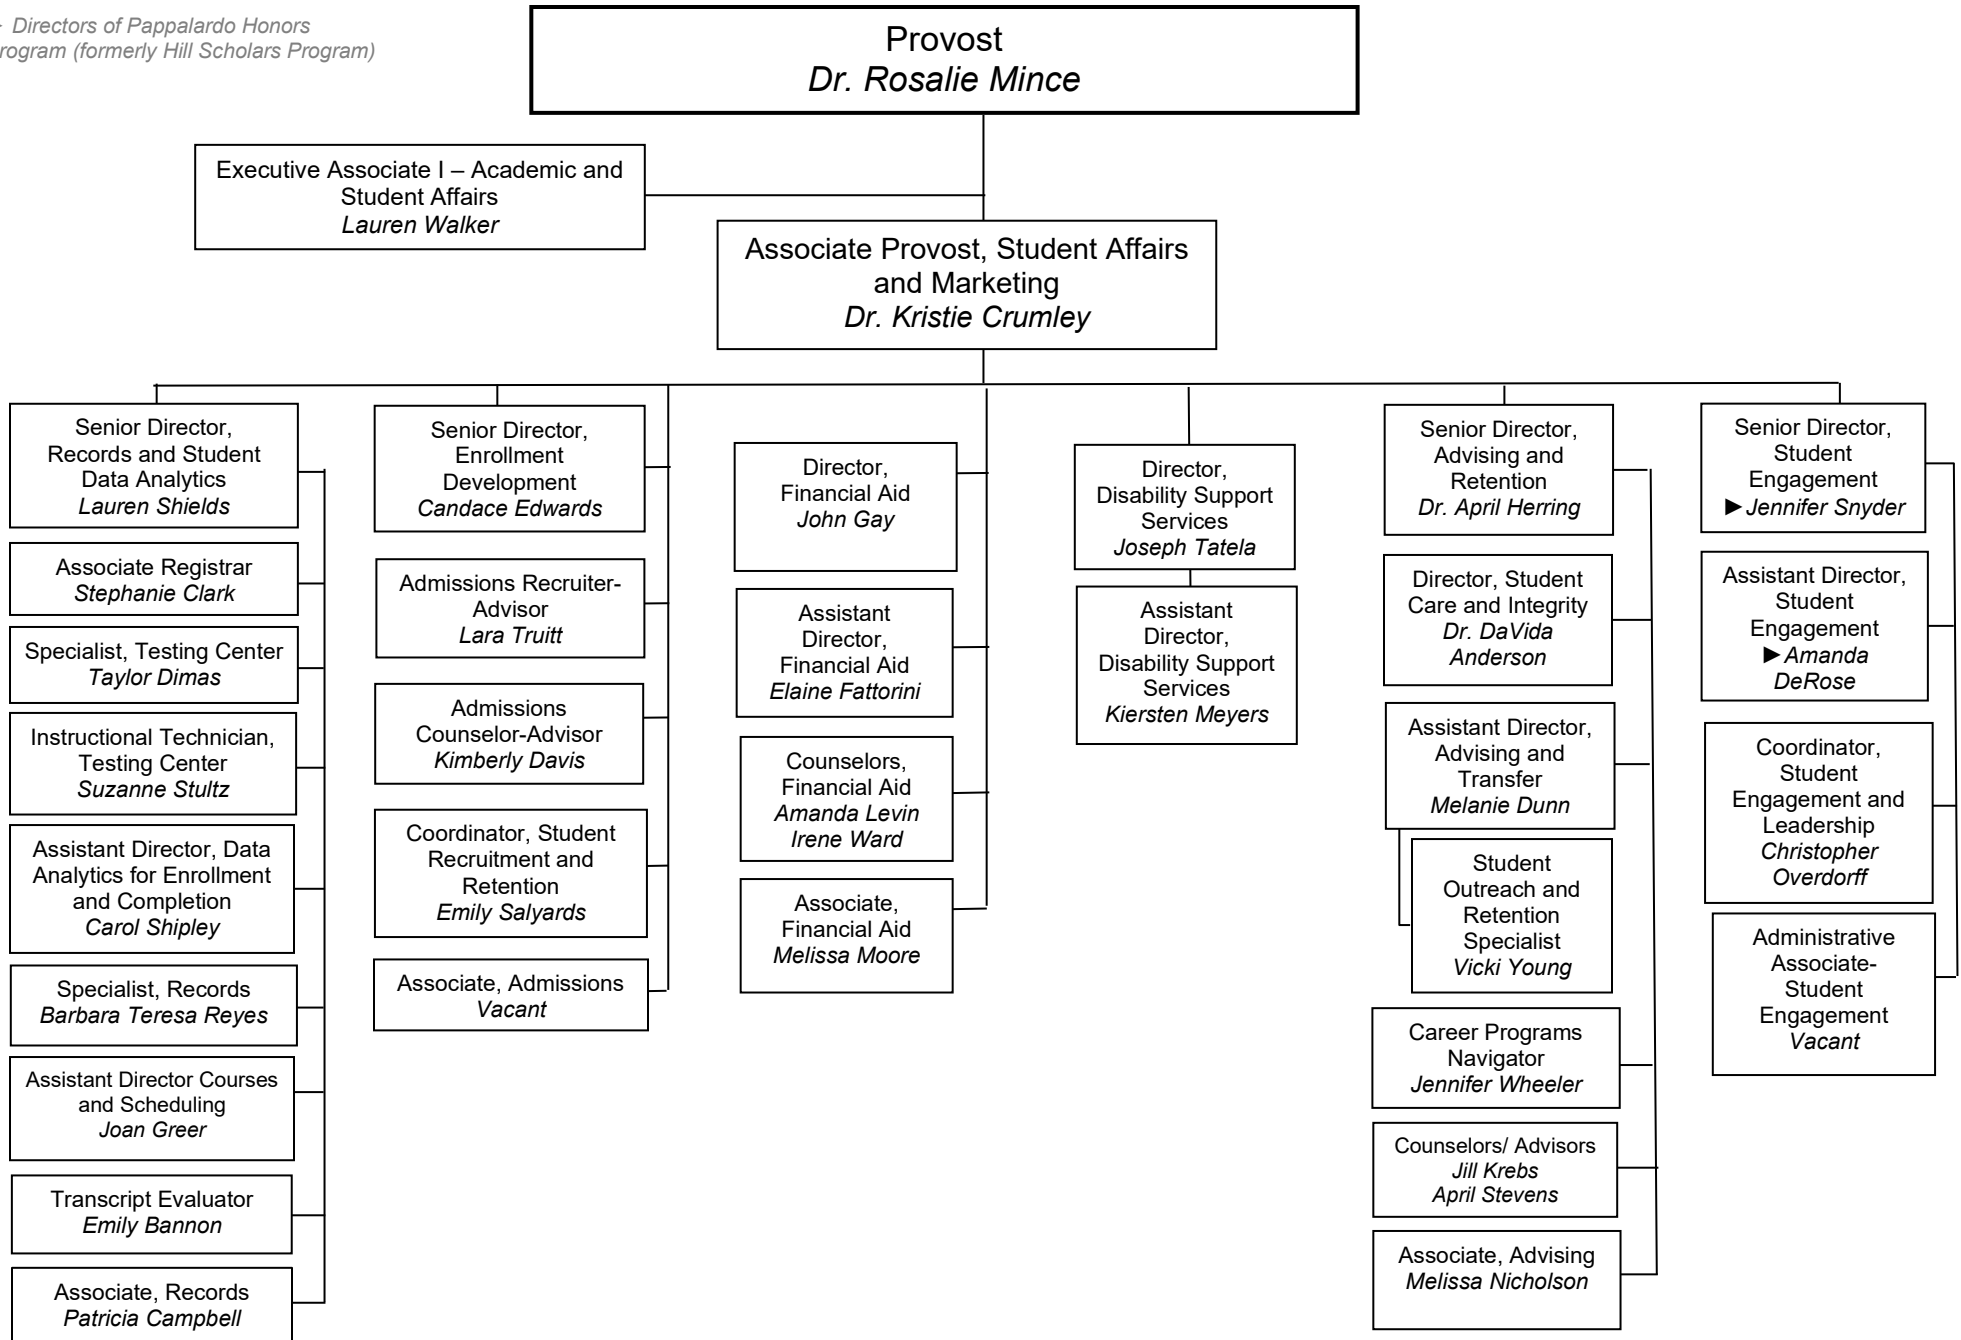 Directors of Pappalardo Honors
rogram (formerly Hill Scholars Program)
Provost
Dr. Rosalie Mince
Executive Associate I – Academic and
Student Affairs
Lauren Walker
Associate Provost, Student Affairs
and Marketing
Dr. Kristie Crumley
Senior Director,
Records and Student
Data Analytics
Lauren Shields
Associate Registrar
Stephanie Clark
Specialist, Testing Center
Taylor Dimas
Instructional Technician,
Testing Center
Suzanne Stultz
Assistant Director, Data
Analytics for Enrollment
and Completion
Carol Shipley
Specialist, Records
Barbara Teresa Reyes
Assistant Director Courses
and Scheduling
Joan Greer
Transcript Evaluator
Emily Bannon
Associate, Records
Patricia Campbell
Senior Director,
Enrollment
Development
Candace Edwards
Admissions Recruiter-
Advisor
Lara Truitt
Admissions
Counselor-Advisor
Kimberly Davis
Coordinator, Student
Recruitment and
Retention
Emily Salyards
Associate, Admissions
Vacant
Director,
Financial Aid
John Gay
Assistant
Director,
Financial Aid
Elaine Fattorini
Counselors,
Financial Aid
Amanda Levin
Irene Ward
Associate,
Financial Aid
Melissa Moore
Director,
Disability Support
Services
Joseph Tatela
Assistant
Director,
Disability Support
Services
Kiersten Meyers
Senior Director,
Advising and
Retention
Dr. April Herring
Director, Student
Care and Integrity
Dr. DaVida
Anderson
Assistant Director,
Advising and
Transfer
Melanie Dunn
Student
Outreach and
Retention
Specialist
Vicki Young
Career Programs
Navigator
Jennifer Wheeler
Counselors/ Advisors
Jill Krebs
April Stevens
Associate, Advising
Melissa Nicholson
Senior Director,
Student
Engagement
►Jennifer Snyder
Assistant Director,
Student
Engagement
►Amanda
DeRose
Coordinator,
Student
Engagement and
Leadership
Christopher
Overdorff
Administrative
Associate-
Student
Engagement
Vacant